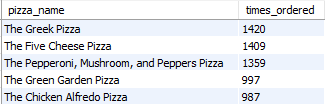 pizza_name times_ordered
The Greek Pizza 1420
The Five Cheese Pizza 1409
The Pepperoni, Mushroom, and Peppers Pizza 1359
The Green Garden Pizza 997
The Chicken Alfredo Pizza 987